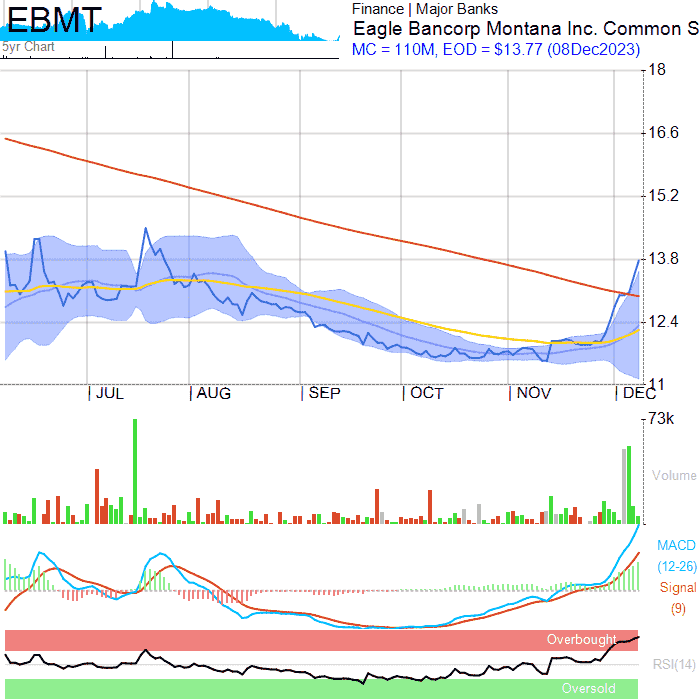 EBMT
Finance | Major Banks
Eagle Bancorp Montana Inc. Common S
MC = 110M, EOD = $13.77 (08Dec2023)
5yr Chart
18
16.6
15.2
13.8
12.4
11
JUL AUG SEP OCT NOV DEC
73k
Volume
MACD
(12-26)
Signal
(9)
Overbought
RSI(14)
Oversold